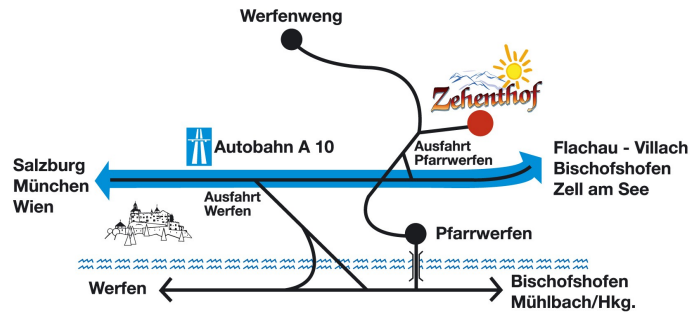 Werfenweng
Zehenthof
Autobahn A 10
Ausfahrt
Pfarrwerfen
Flachau - Villach
Bischofshofen
Zell am See
Salzburg
München
Wien
Ausfahrt
Werfen
Pfarrwerfen
Werfen
Bischofshofen
Mühlbach/Hkg.